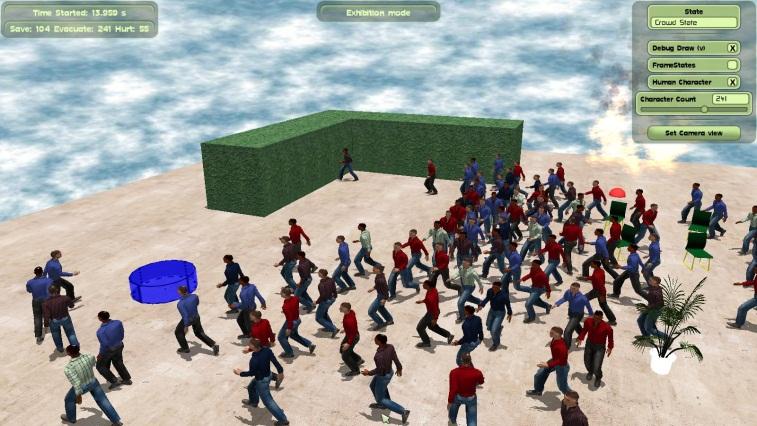 Time Started: 13.959 s
Save: 104 Evacuate: 241 Hurt: 55
Exhibition mode
State
Crowd State
Debug Draw (v) X
FrameStates
Human Character X
Character Count 241
Set Camera view